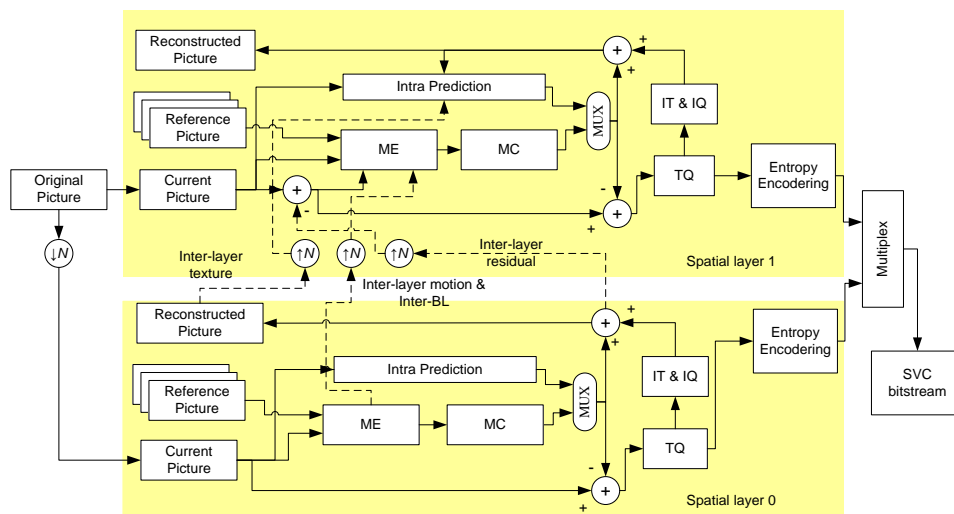 Reconstructed
Picture
+
+
+
Intra Prediction
IT & IQ
MUX
Reference
Picture
ME
MC
TQ
Entropy
Encodering
Original
Picture
Current
Picture
+
-
-
+
+
↓N
↑N
↑N
↑N
Inter-layer
texture
Inter-layer
residual
Spatial layer 1
Multiplex
Inter-layer motion &
Inter-BL
Reconstructed
Picture
+
+
+
Entropy
Encodering
Intra Prediction
IT & IQ
MUX
Reference
Picture
ME
MC
TQ
SVC
bitstream
Current
Picture
-
+
+
Spatial layer 0